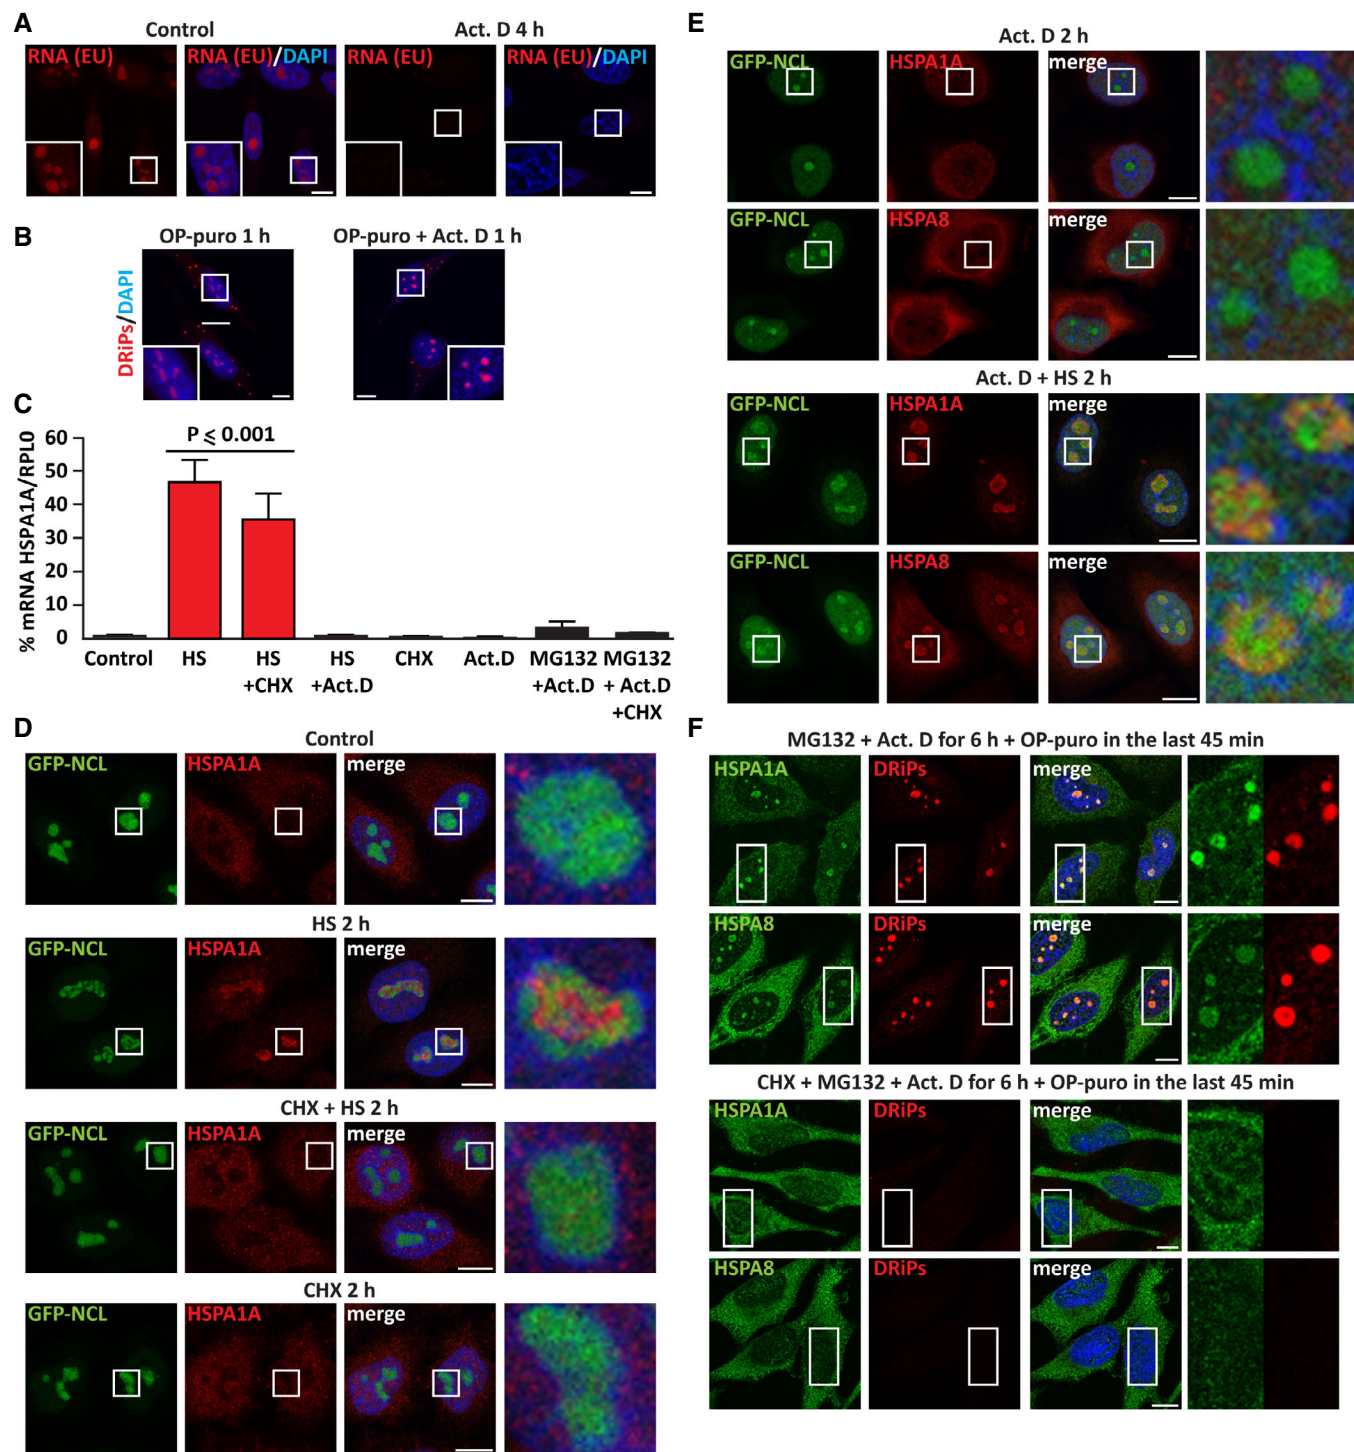 A
Control
Act. D 4 h
RNA (EU)
RNA (EU)/DAPI
RNA (EU)
RNA (EU)/DAPI
B
OP-puro 1 h
OP-puro + Act. D 1 h
DRiPs/DAPI
C
% mRNA HSPA1A/RPL0
60
50
40
30
20
10
0
P ⩽ 0.001
Control
HS
HS
+CHX
HS
+Act.D
CHX
Act.D
MG132
+Act.D
MG132
+ Act.D
+CHX
D
Control
GFP-NCL
HSPA1A
merge
HS 2 h
GFP-NCL
HSPA1A
merge
CHX + HS 2 h
GFP-NCL
HSPA1A
merge
CHX 2 h
GFP-NCL
HSPA1A
merge
E
Act. D 2 h
GFP-NCL
HSPA1A
merge
GFP-NCL
HSPA8
merge
Act. D + HS 2 h
GFP-NCL
HSPA1A
merge
GFP-NCL
HSPA8
merge
F
MG132 + Act. D for 6 h + OP-puro in the last 45 min
HSPA1A
DRiPs
merge
HSPA8
DRiPs
merge
CHX + MG132 + Act. D for 6 h + OP-puro in the last 45 min
HSPA1A
DRiPs
merge
HSPA8
DRiPs
merge